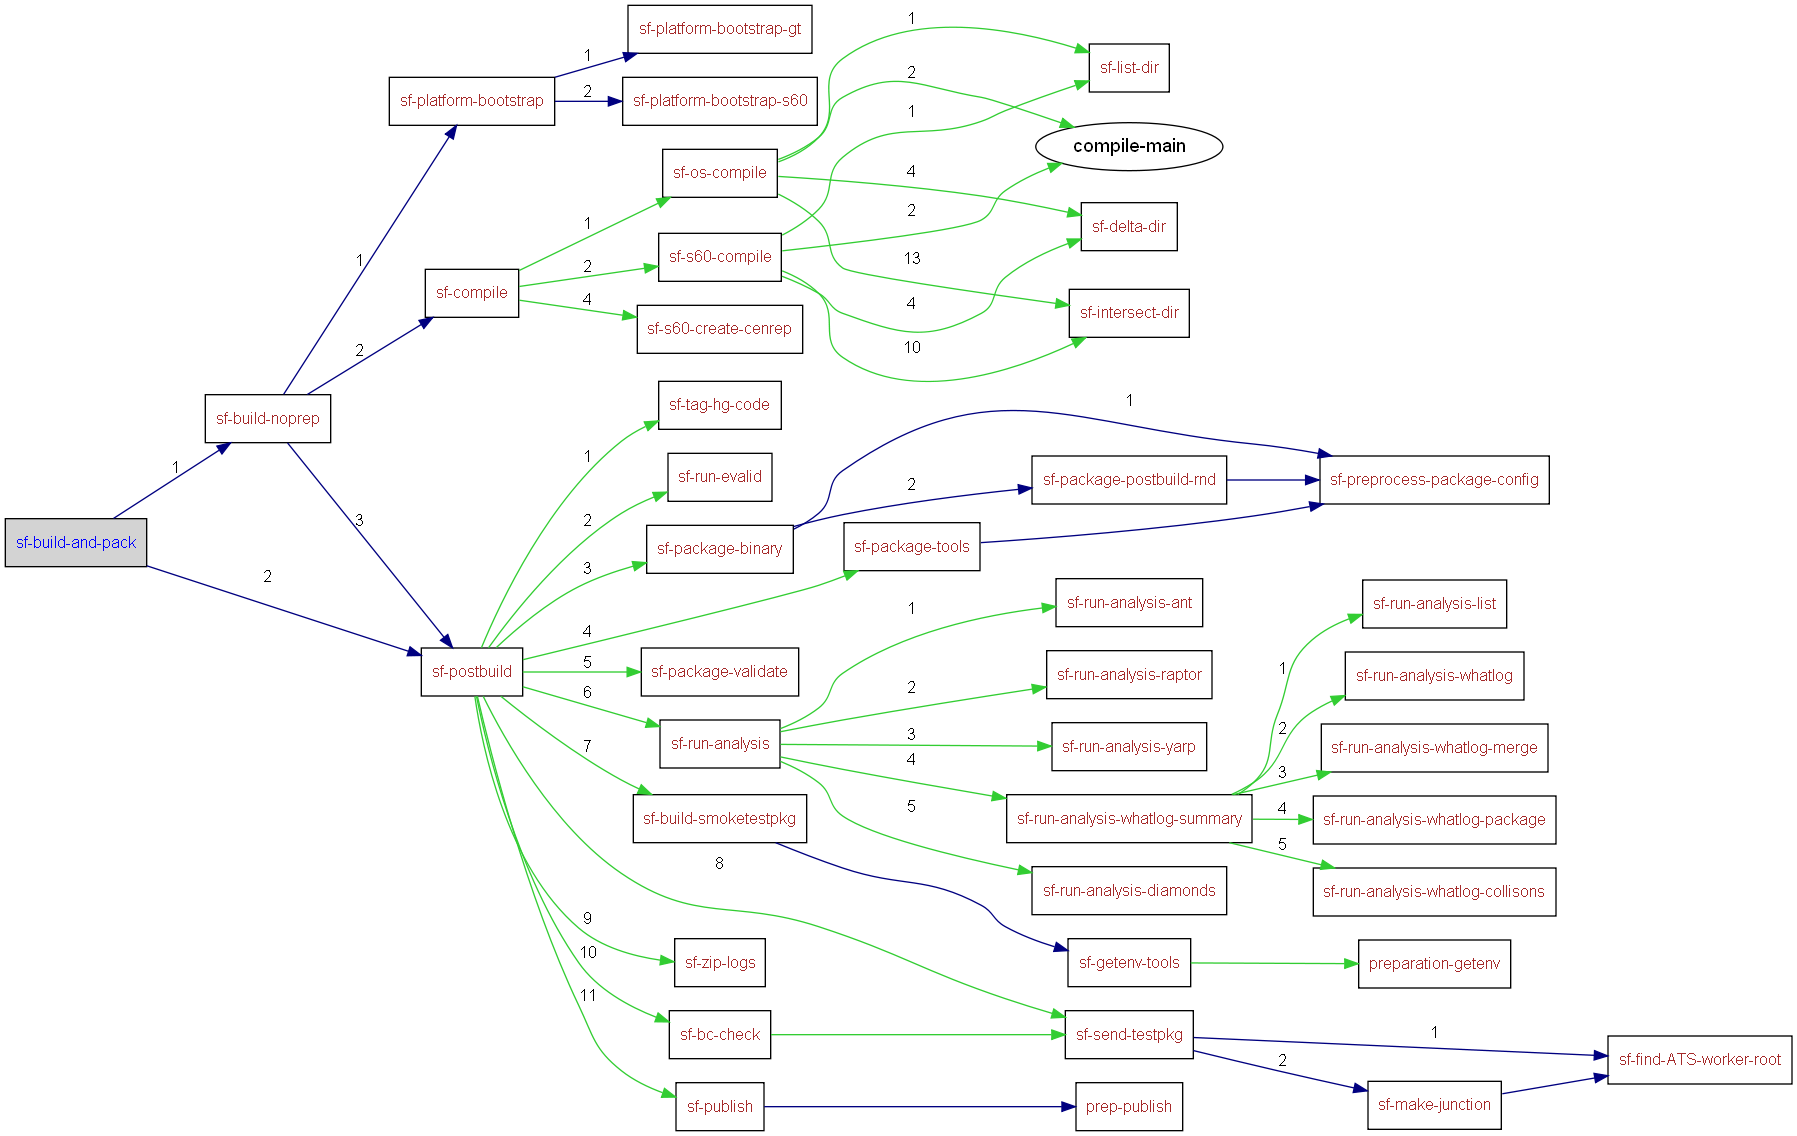 sf-platform-bootstrap-gt
sf-platform-bootstrap
sf-platform-bootstrap-s60
sf-list-dir
compile-main
sf-os-compile
sf-delta-dir
sf-s60-compile
sf-compile
sf-intersect-dir
sf-s60-create-cenrep
sf-build-noprep
sf-tag-hg-code
sf-run-evalid
sf-package-postbuild-rnd
sf-preprocess-package-config
sf-build-and-pack
sf-package-binary
sf-package-tools
sf-run-analysis-ant
sf-run-analysis-list
sf-postbuild
sf-package-validate
sf-run-analysis-raptor
sf-run-analysis-whatlog
sf-run-analysis
sf-run-analysis-yarp
sf-run-analysis-whatlog-merge
sf-build-smoketestpkg
sf-run-analysis-whatlog-summary
sf-run-analysis-whatlog-package
sf-run-analysis-diamonds
sf-run-analysis-whatlog-collisons
sf-zip-logs
sf-getenv-tools
preparation-getenv
sf-bc-check
sf-send-testpkg
sf-find-ATS-worker-root
sf-publish
prep-publish
sf-make-junction
1
2
1
2
3
1
2
1
2
4
1
2
1
4
2
13
4
10
1
2
3
4
5
6
7
8
9
10
11
1
2
1
2
3
4
5
1
2
3
4
5
1
2